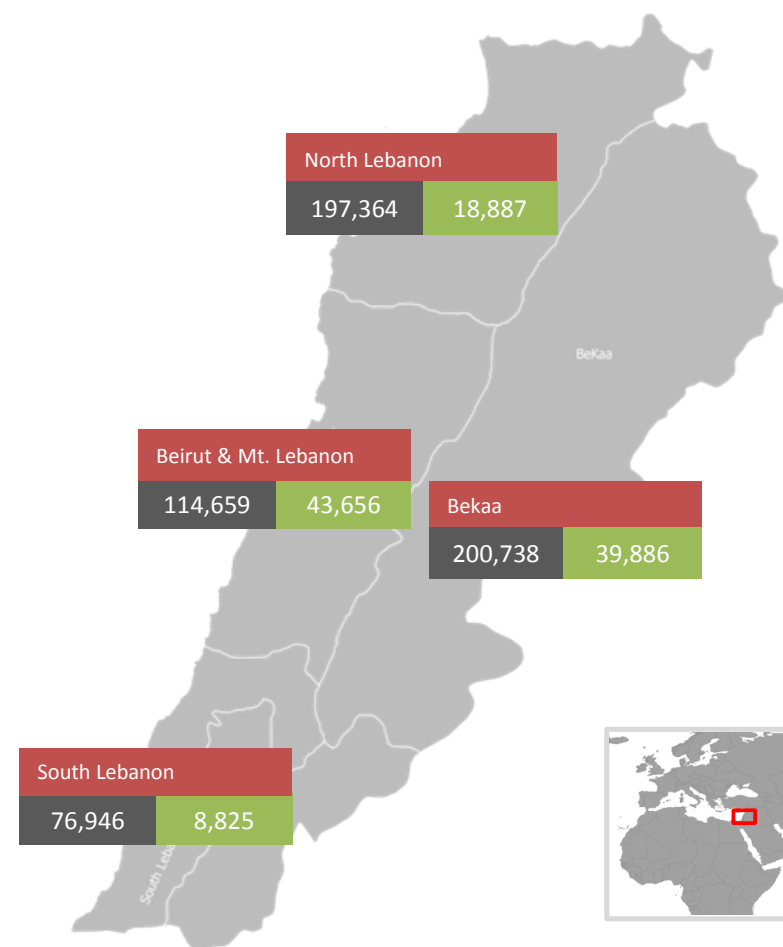 North Lebanon
197,364 18,887
BeKaa
Beirut & Mt. Lebanon
114,659 43,656
Bekaa
200,738 39,886
South Lebanon
76,946 8,825
South